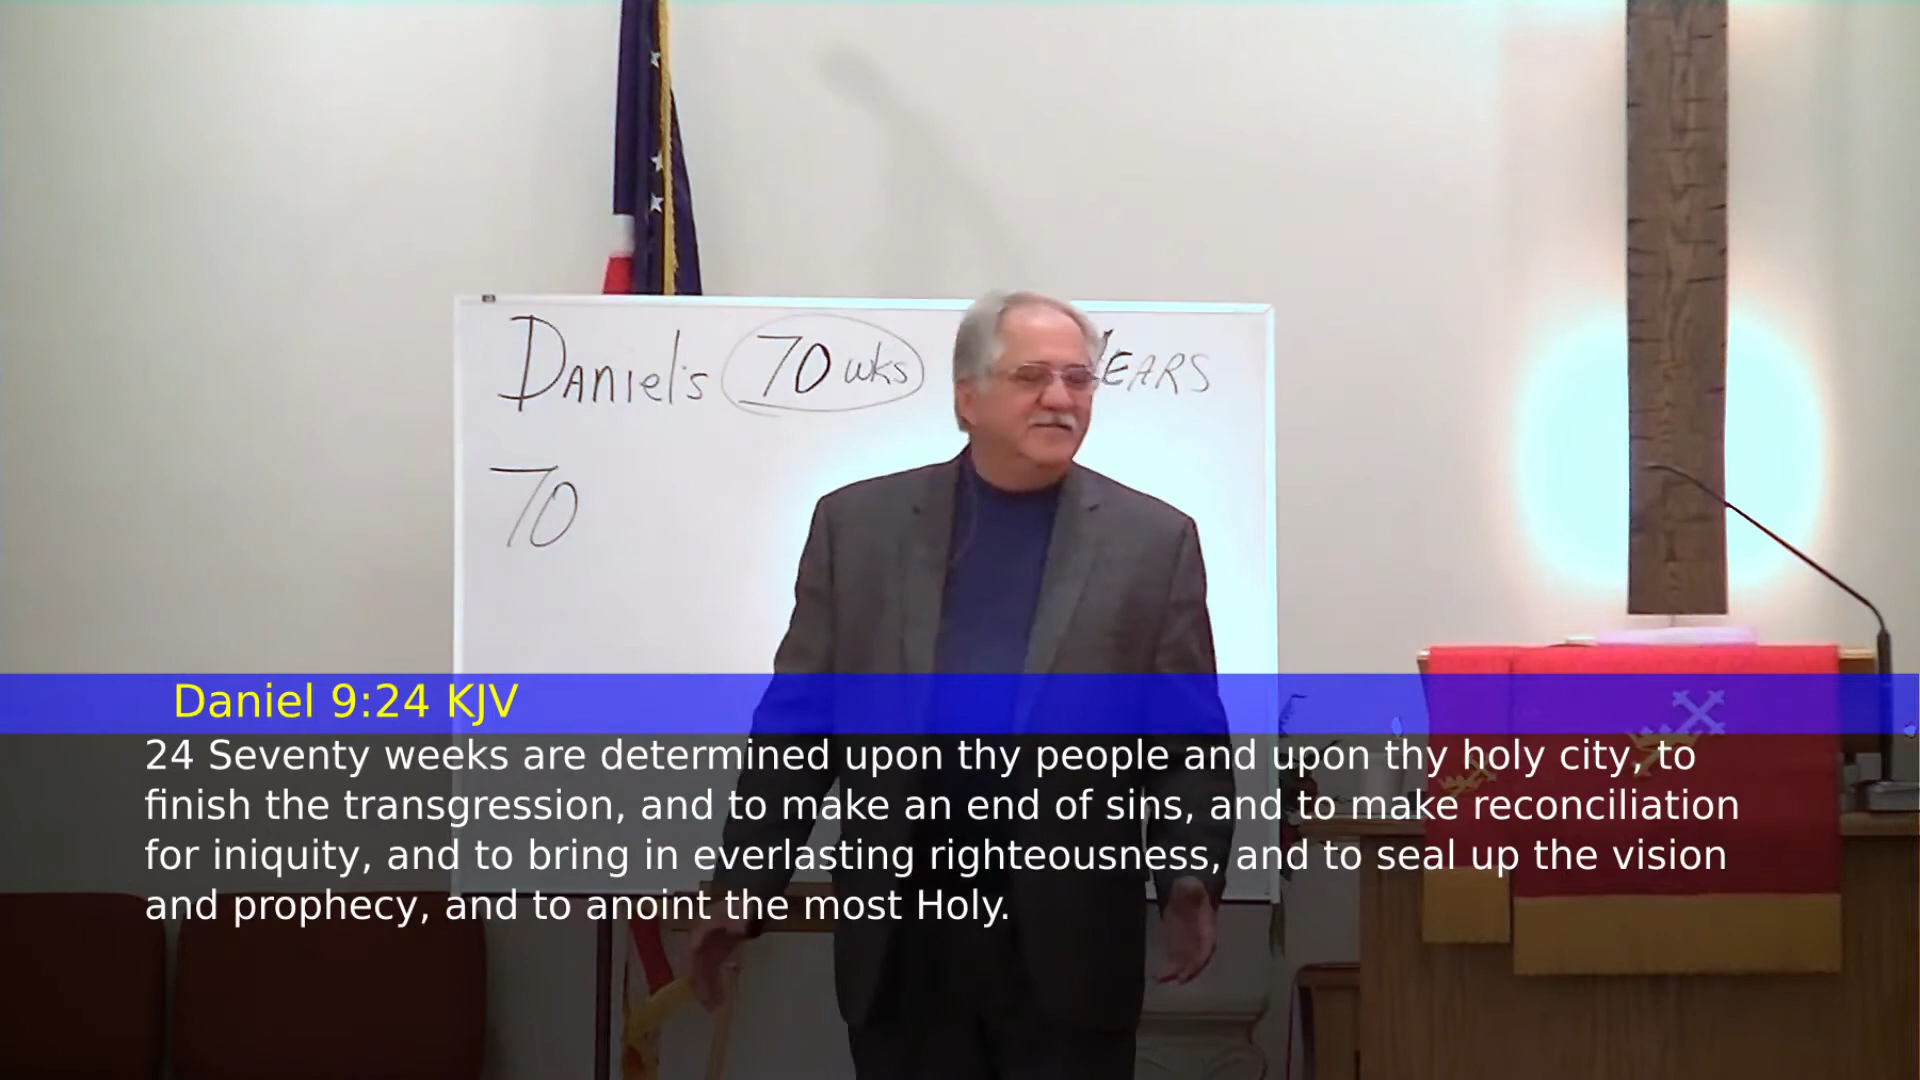 Daniel's 70 wks YEARS
70
Daniel 9:24 KJV
24 Seventy weeks are determined upon thy people and upon thy holy city, to
finish the transgression, and to make an end of sins, and to make reconciliation
for iniquity, and to bring in everlasting righteousness, and to seal up the vision
and prophecy, and to anoint the most Holy.